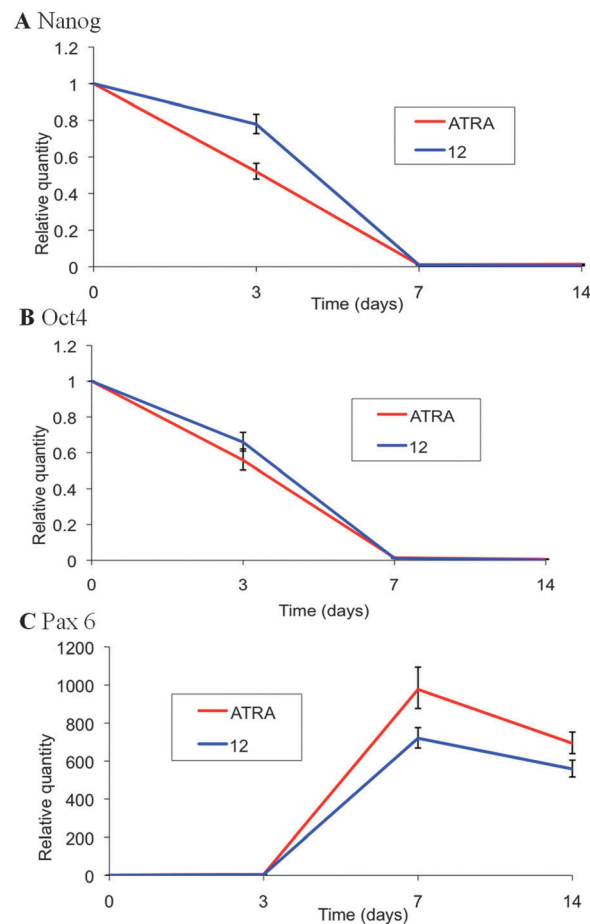 A Nanog
1.2
1
0.8
0.6
0.4
0.2
0
Relative quantity
ATRA
12
0 3 7 14
Time (days)
B Oct4
1.2
1
0.8
0.6
0.4
0.2
0
Relative quantity
ATRA
12
0 3 7 14
Time (days)
C Pax 6
1200
1000
800
600
400
200
0
Relative quantity
ATRA
12
0 3 7 14
Time (days)